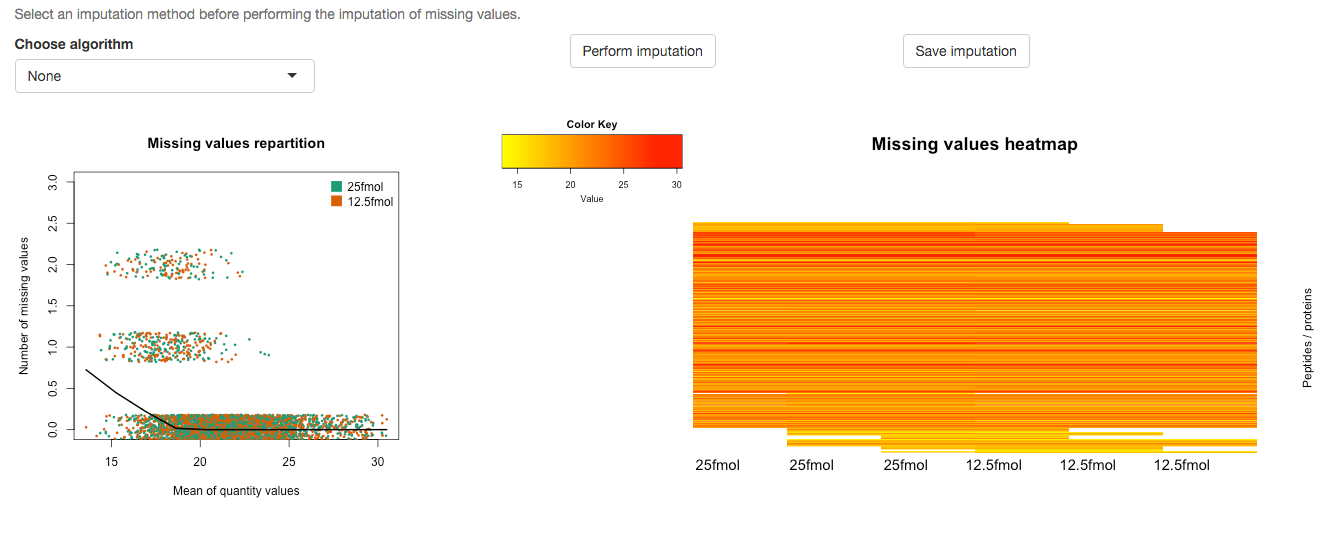 Select an imputation method before performing the imputation of missing values.
Choose algorithm
None
Perform imputation
Save imputation
Missing values repartition
25fmol
12.5fmol
3.0
2.5
2.0
1.5
1.0
0.5
0.0
Number of missing values
15 20 25 30
Mean of quantity values
Color Key
15 20 25 30
Value
Missing values heatmap
Peptides / proteins
25fmol 25fmol 25fmol 12.5fmol 12.5fmol 12.5fmol